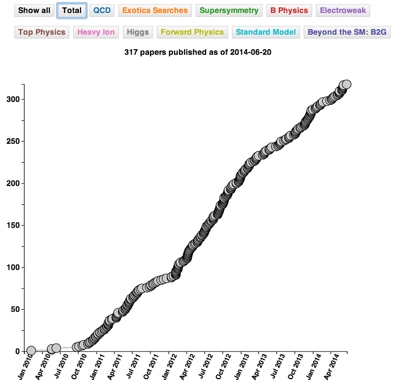 Show all Total QCD Exotica Searches Supersymmetry B Physics Electroweak
Top Physics Heavy Ion Higgs Forward Physics Standard Model Beyond the SM: B2G
317 papers published as of 2014-06-20
300
250
200
150
100
50
0
Jan 2010 Apr 2010 Jul 2010 Oct 2010 Jan 2011 Apr 2011 Jul 2011 Oct 2011 Jan 2012 Apr 2012 Jul 2012 Oct 2012 Jan 2013 Apr 2013 Jul 2013 Oct 2013 Jan 2014 Apr 2014